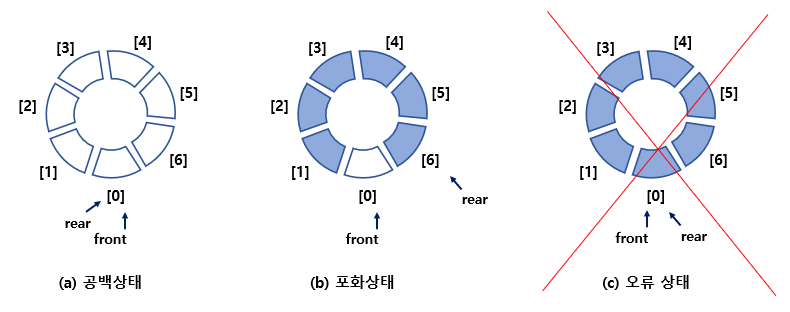 [3] [4]
[2] [5]
[1] [6]
[0]
rear
front
(a) 공백상태
[3] [4]
[2] [5]
[1] [6]
[0]
rear
front
(b) 포화상태
[3] [4]
[2] [5]
[1] [6]
[0]
front rear
(c) 오류 상태